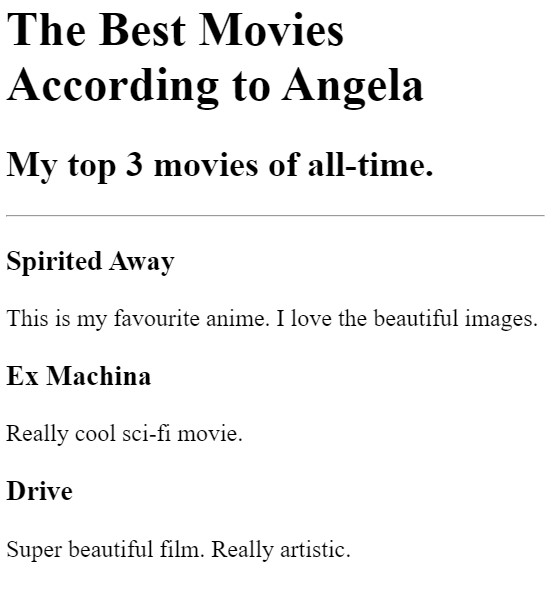 The Best Movies
According to Angela
My top 3 movies of all-time.
Spirited Away
This is my favourite anime. I love the beautiful images.
Ex Machina
Really cool sci-fi movie.
Drive
Super beautiful film. Really artistic.